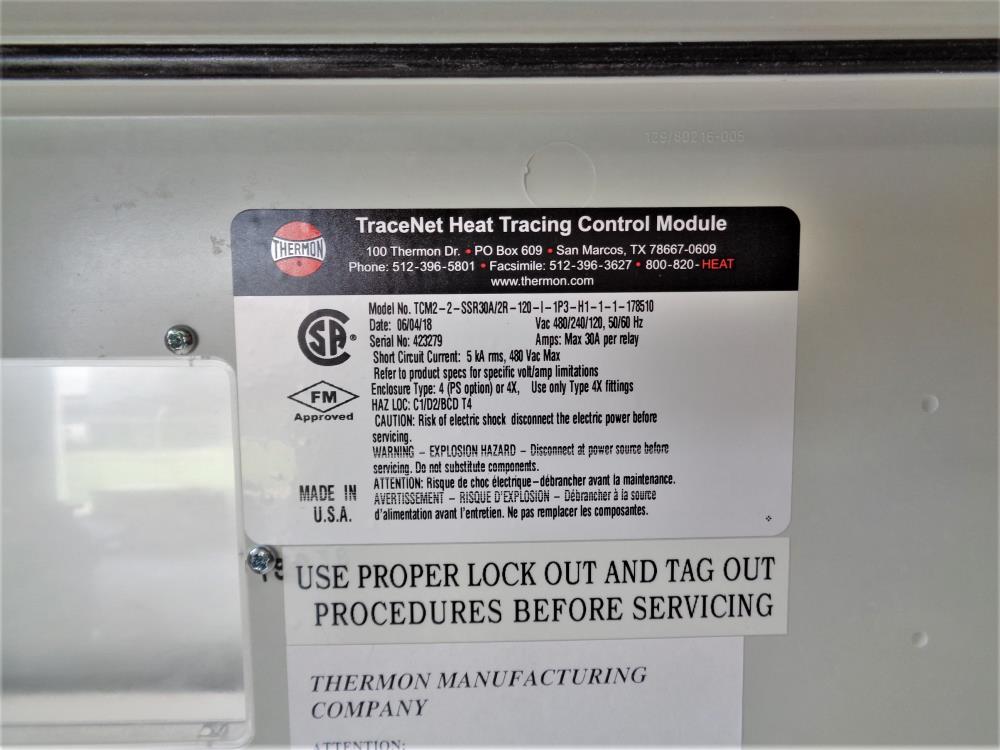 129/80216-005
TraceNet Heat Tracing Control Module
THERMON
100 Thermon Dr. • PO Box 609 • San Marcos, TX 78667-0609
Phone: 512-396-5801 • Facsimile: 512-396-3627 • 800-820-HEAT
www.thermon.com
Model No. TCM2-2-SSR30A/2R-120-I-1P3-H1-1-1-178510
Date: 06/04/18 Vac 480/240/120, 50/60 Hz
Serial No: 423279 Amps: Max 30A per relay
Short Circuit Current: 5 kA rms, 480 Vac Max
Refer to product specs for specific volt/amp limitations
Enclosure Type: 4 (PS option) or 4X, Use only Type 4X fittings
HAZ LOC: C1/D2/BCD T4
CAUTION: Risk of electric shock disconnect the electric power before
servicing.
WARNING - EXPLOSION HAZARD - Disconnect at power source before
servicing. Do not substitute components.
ATTENTION: Risque de choc électrique-débrancher avant la maintenance.
AVERTISSEMENT - RISQUE D'EXPLOSION - Débrancher à la source
d'alimentation avant l'entretien. Ne pas remplacer les composantes.
SA ®
FM
Approved
MADE IN
U.S.A.
USE PROPER LOCK OUT AND TAG OUT
PROCEDURES BEFORE SERVICING
THERMON MANUFACTURING
COMPANY
ATTENTION: